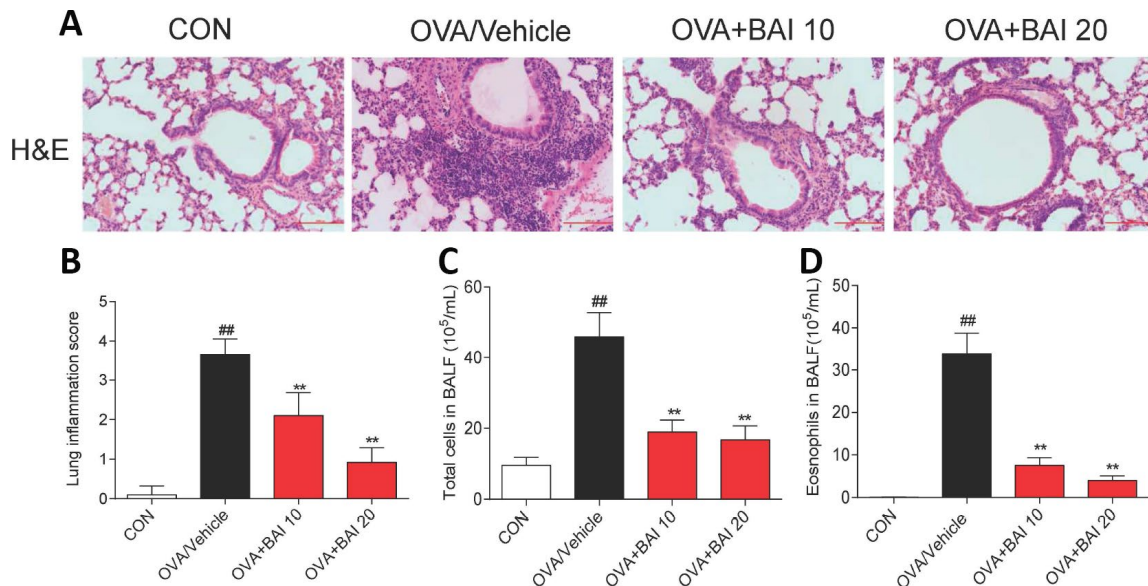 A
CON
OVA/Vehicle
OVA+BAI 10
OVA+BAI 20
H&E
B
Lung inflammation score
5
4
3
2
1
0
##
**
**
CON
OVA/Vehicle
OVA+BAI 10
OVA+BAI 20
C
Total cells in BALF (10⁵/mL)
60
40
20
0
##
**
**
CON
OVA/Vehicle
OVA+BAI 10
OVA+BAI 20
D
Eosnophils in BALF(10⁵/mL)
50
40
30
20
10
0
##
**
**
CON
OVA/Vehicle
OVA+BAI 10
OVA+BAI 20